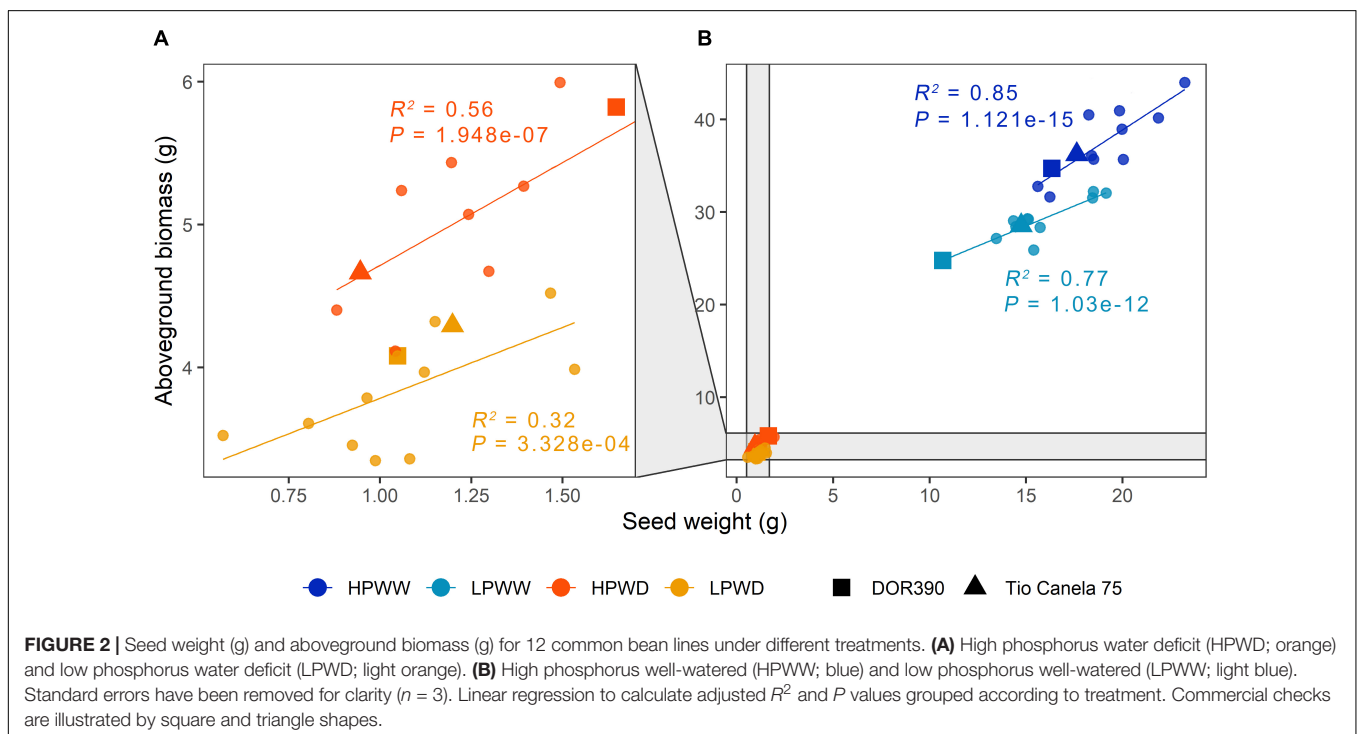 A
B
Aboveground biomass (g)
6
5
4
R² = 0.56
P = 1.948e-07
R² = 0.32
P = 3.328e-04
0.75 1.00 1.25 1.50
40
30
20
10
R² = 0.85
P = 1.121e-15
R² = 0.77
P = 1.03e-12
0 5 10 15 20
Seed weight (g)
HPWW LPWW HPWD LPWD DOR390 Tio Canela 75
FIGURE 2 | Seed weight (g) and aboveground biomass (g) for 12 common bean lines under different treatments. (A) High phosphorus water deficit (HPWD; orange)
and low phosphorus water deficit (LPWD; light orange). (B) High phosphorus well-watered (HPWW; blue) and low phosphorus well-watered (LPWW; light blue).
Standard errors have been removed for clarity (n = 3). Linear regression to calculate adjusted R² and P values grouped according to treatment. Commercial checks
are illustrated by square and triangle shapes.